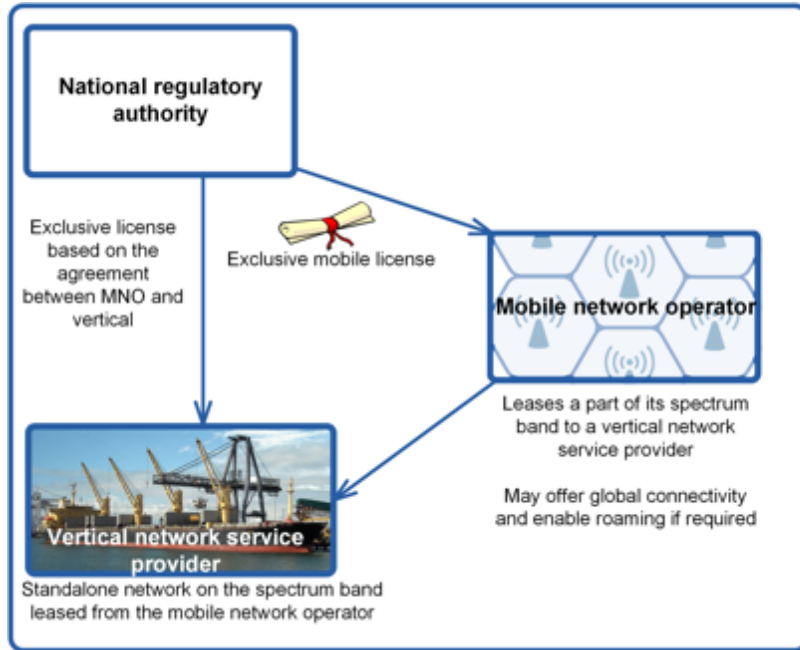 National regulatory
authority
Exclusive license
based on the
agreement
between MNO and
vertical
Exclusive mobile license
Mobile network operator
Leases a part of its spectrum
band to a vertical network
service provider
May offer global connectivity
and enable roaming if required
Vertical network service
provider
Standalone network on the spectrum band
leased from the mobile network operator